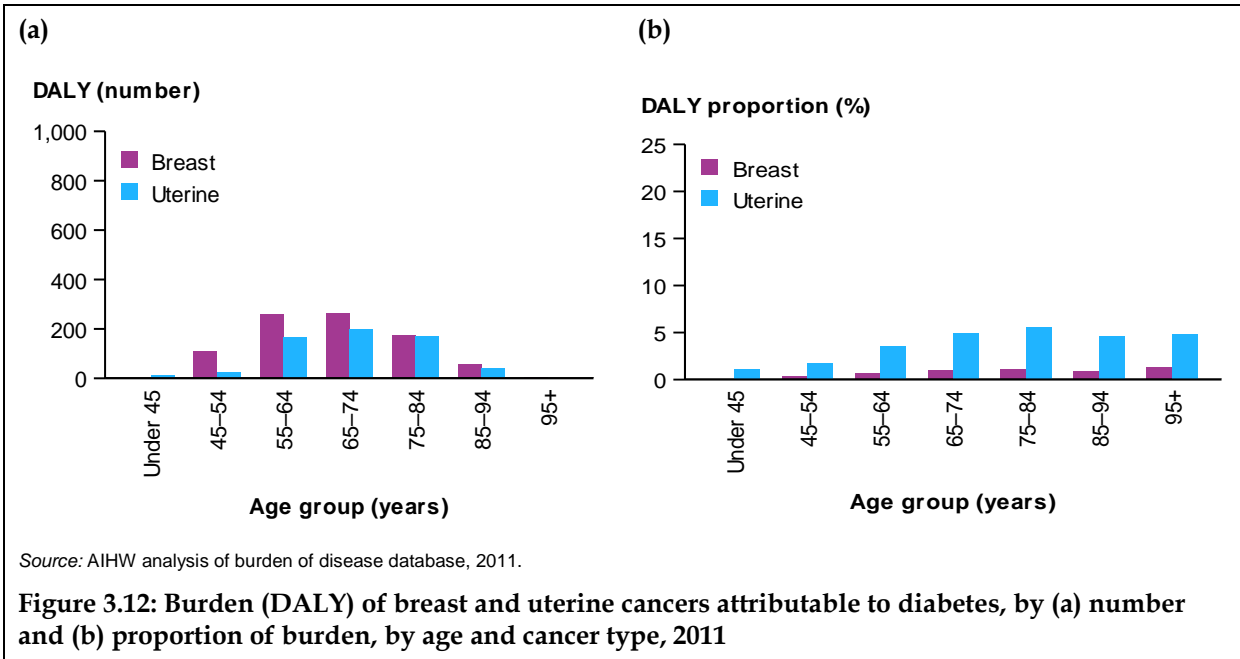 (a)
DALY (number)
1,000
800
600
400
200
0
Breast
Uterine
Under 45
45–54
55–64
65–74
75–84
85–94
95+
Age group (years)
(b)
DALY proportion (%)
25
20
15
10
5
0
Breast
Uterine
Under 45
45–54
55–64
65–74
75–84
85–94
95+
Age group (years)
Source: AIHW analysis of burden of disease database, 2011.
Figure 3.12: Burden (DALY) of breast and uterine cancers attributable to diabetes, by (a) number
and (b) proportion of burden, by age and cancer type, 2011